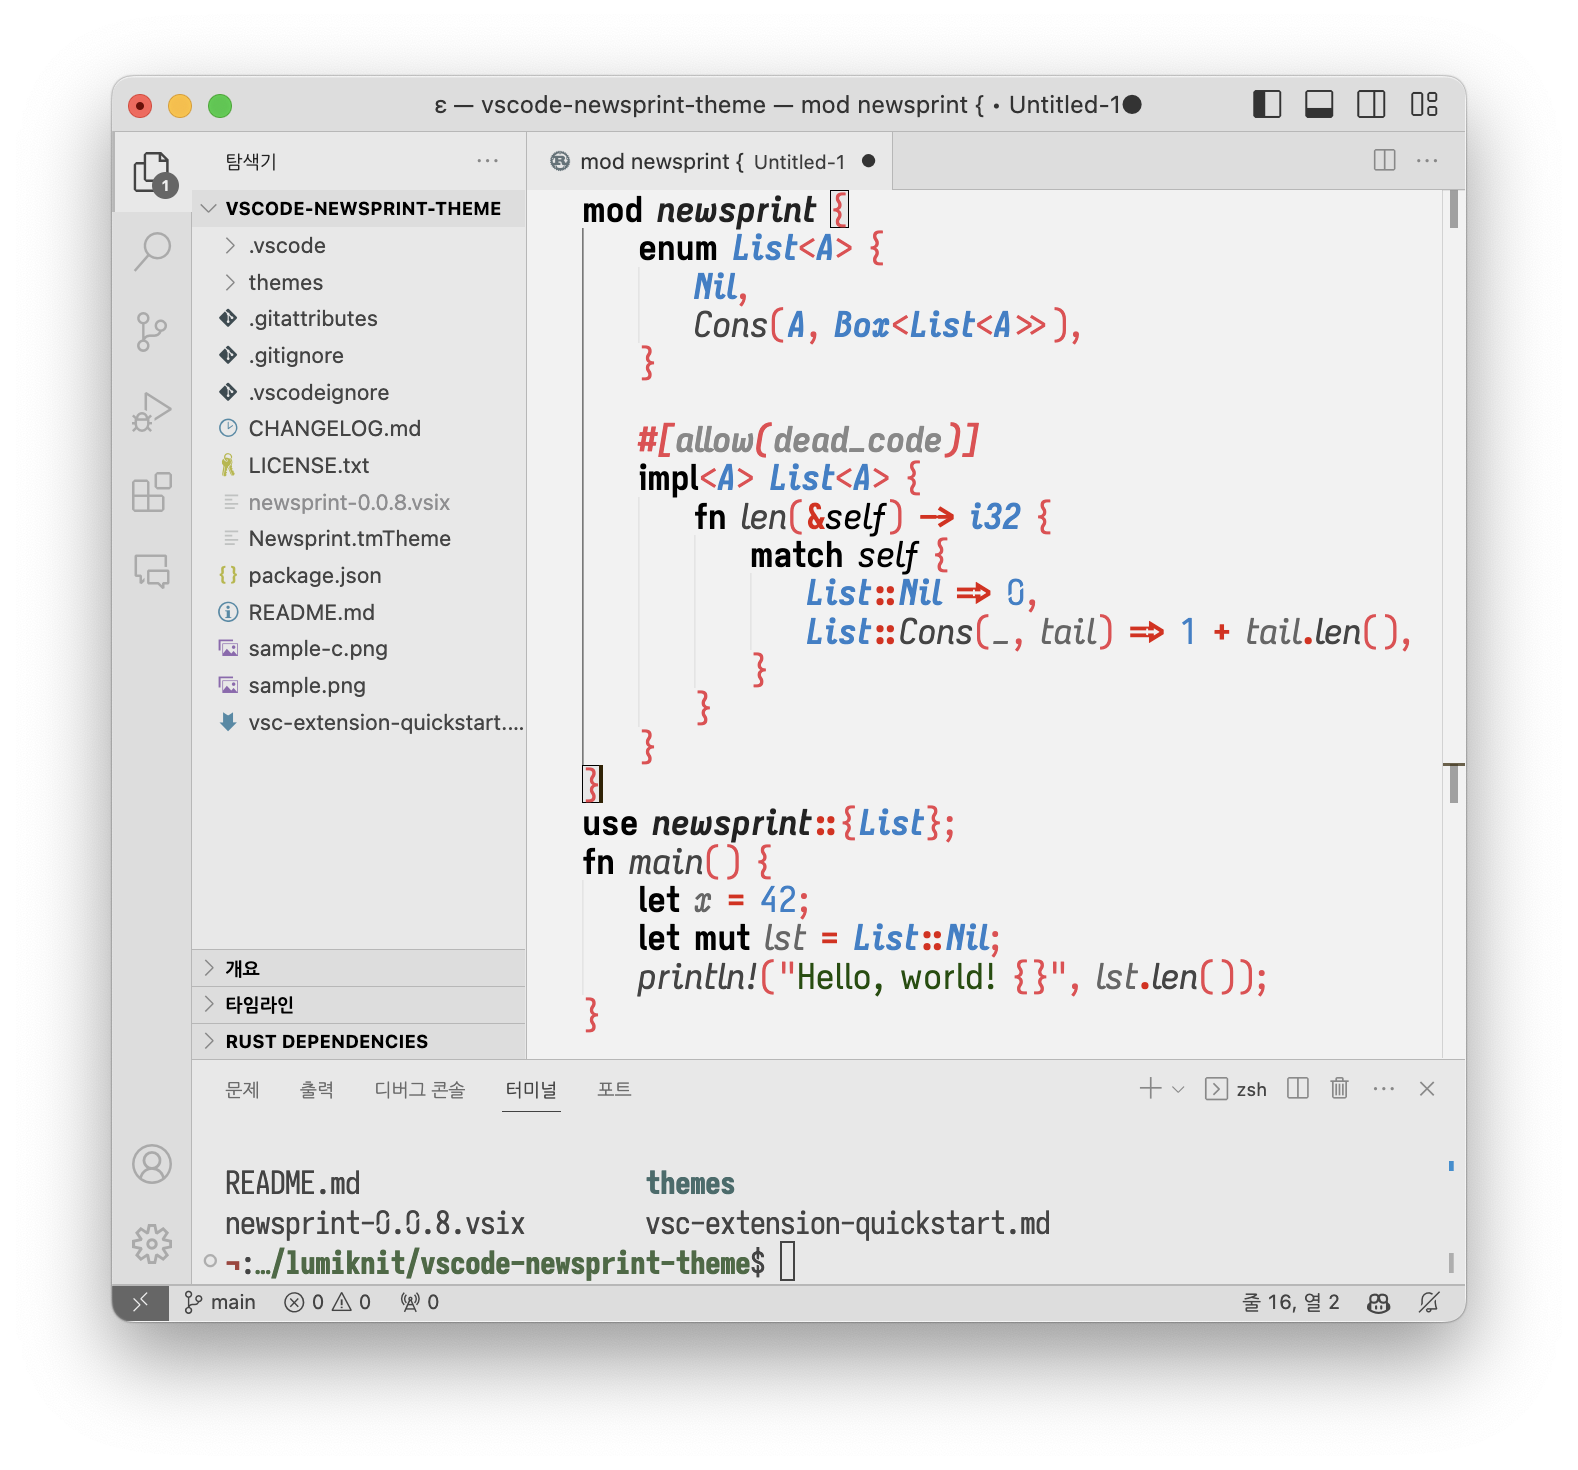 ε — vscode-newsprint-theme — mod newsprint { • Untitled-1
탐색기
1
VSCODE-NEWSPRINT-THEME
.vscode
themes
.gitattributes
.gitignore
.vscodeignore
CHANGELOG.md
LICENSE.txt
newsprint-0.0.8.vsix
Newsprint.tmTheme
package.json
README.md
sample-c.png
sample.png
vsc-extension-quickstart....
개요
타임라인
RUST DEPENDENCIES
mod newsprint { Untitled-1
mod newsprint {
enum List<A> {
Nil,
Cons(A, Box<List<A>>),
}
#[allow(dead_code)]
impl<A> List<A> {
fn len(&self) -> i32 {
match self {
List::Nil => 0,
List::Cons(_, tail) => 1 + tail.len(),
}
}
}
}
use newsprint::{List};
fn main() {
let x = 42;
let mut lst = List::Nil;
println!("Hello, world! {}", lst.len());
}
문제 출력 디버그 콘솔 터미널 포트 zsh
README.md themes
newsprint-0.0.8.vsix vsc-extension-quickstart.md
¬:…/lumiknit/vscode-newsprint-theme$
main 0 0 0 줄 16, 열 2